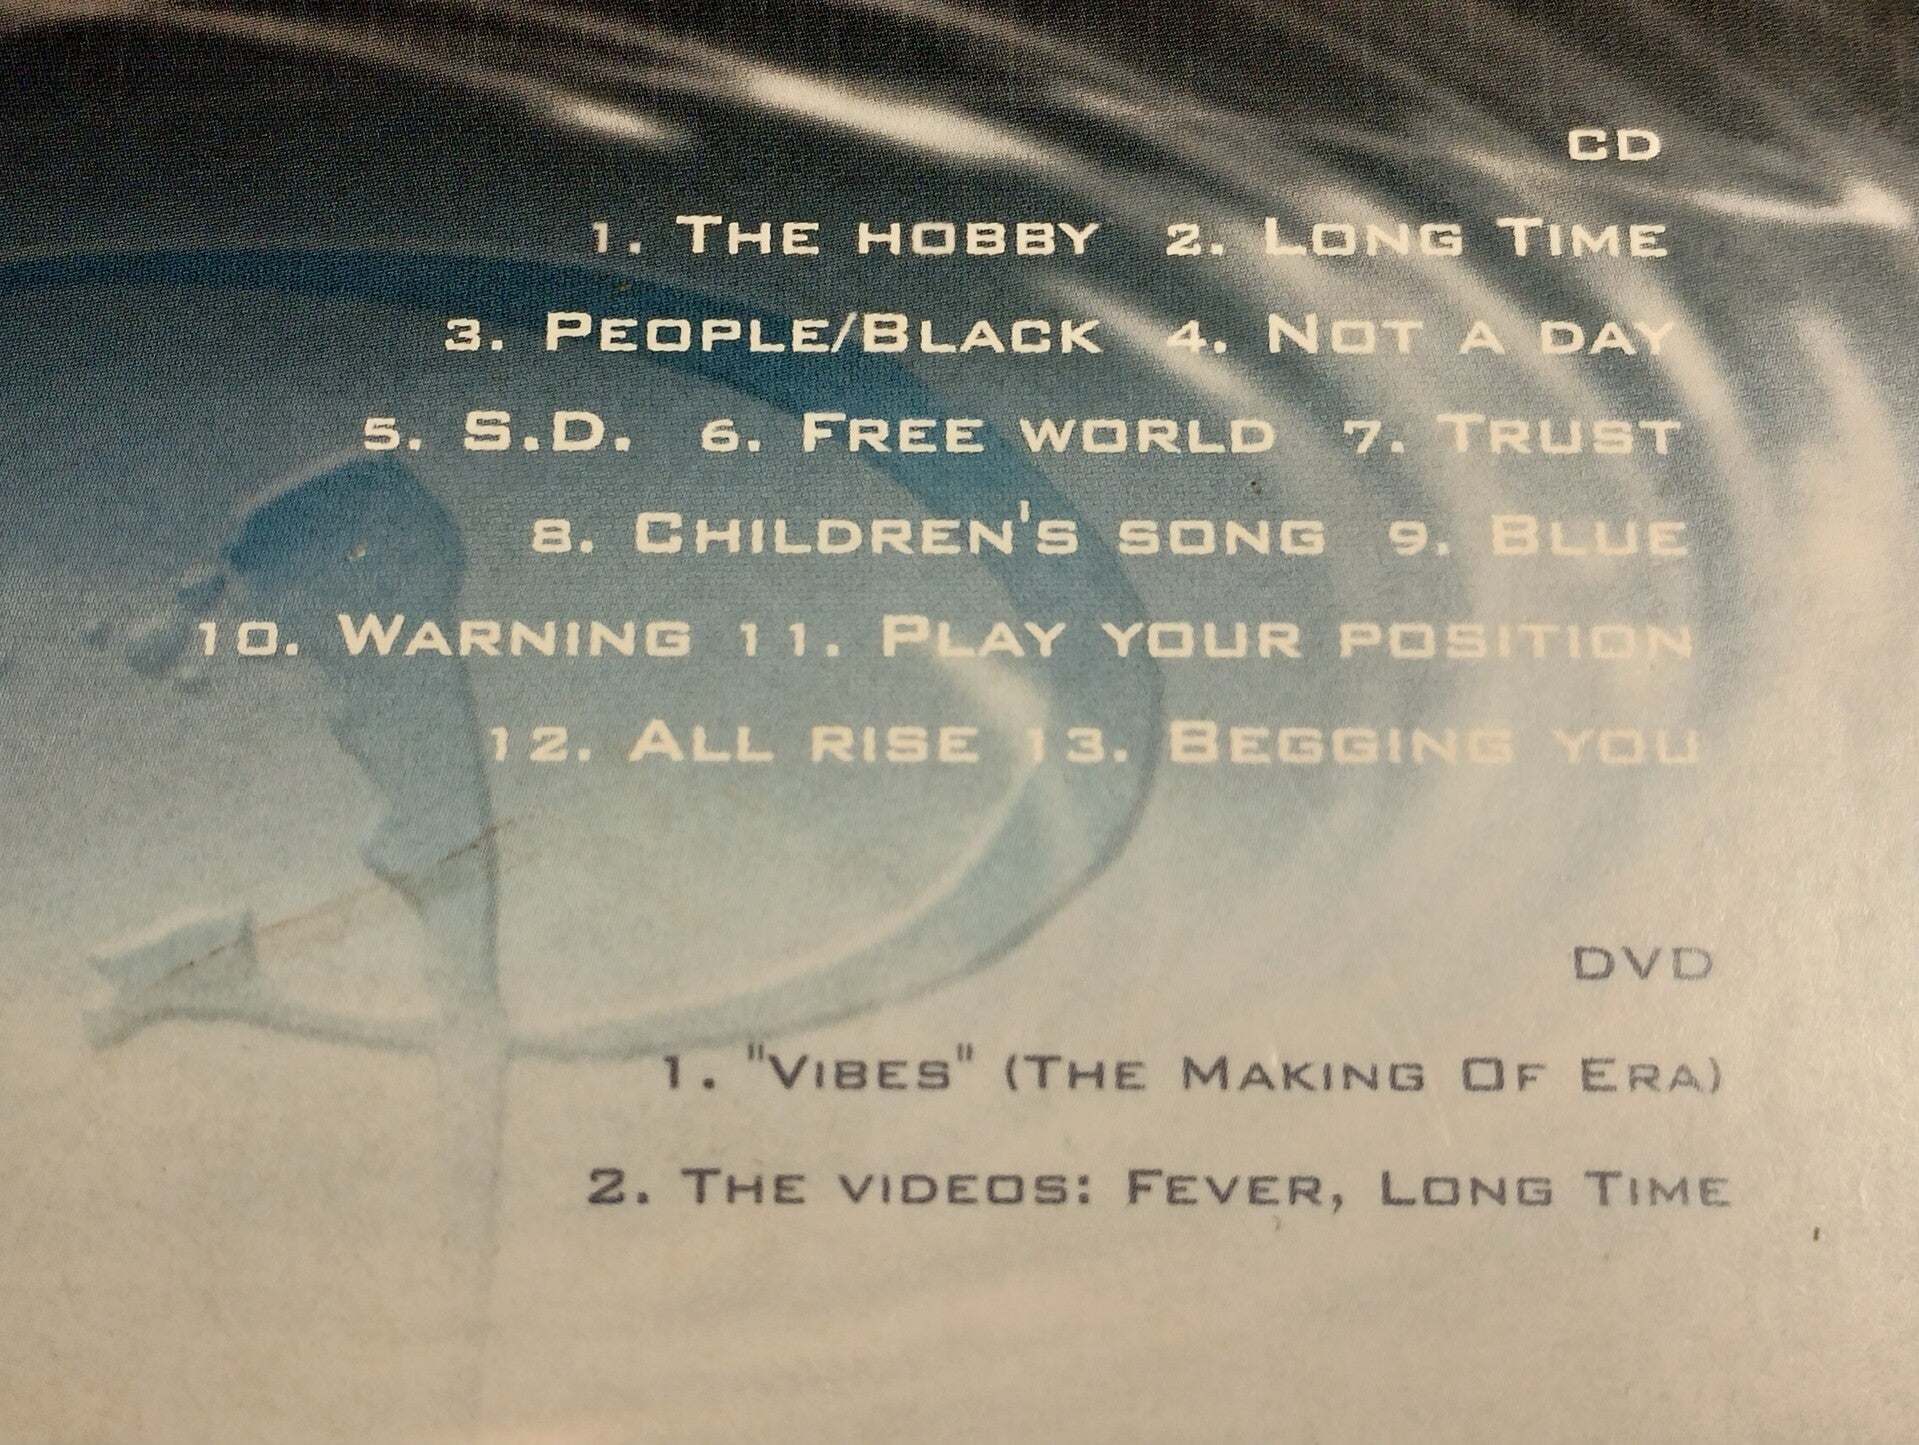 CD
1. THE HOBBY 2. LONG TIME
3. PEOPLE/BLACK 4. NOT A DAY
5. S.D. 6. FREE WORLD 7. TRUST
8. CHILDREN'S SONG 9. BLUE
10. WARNING 11. PLAY YOUR POSITION
12. ALL RISE 13. BEGGING YOU
DVD
1. "VIBES" (THE MAKING OF ERA)
2. THE VIDEOS: FEVER, LONG TIME